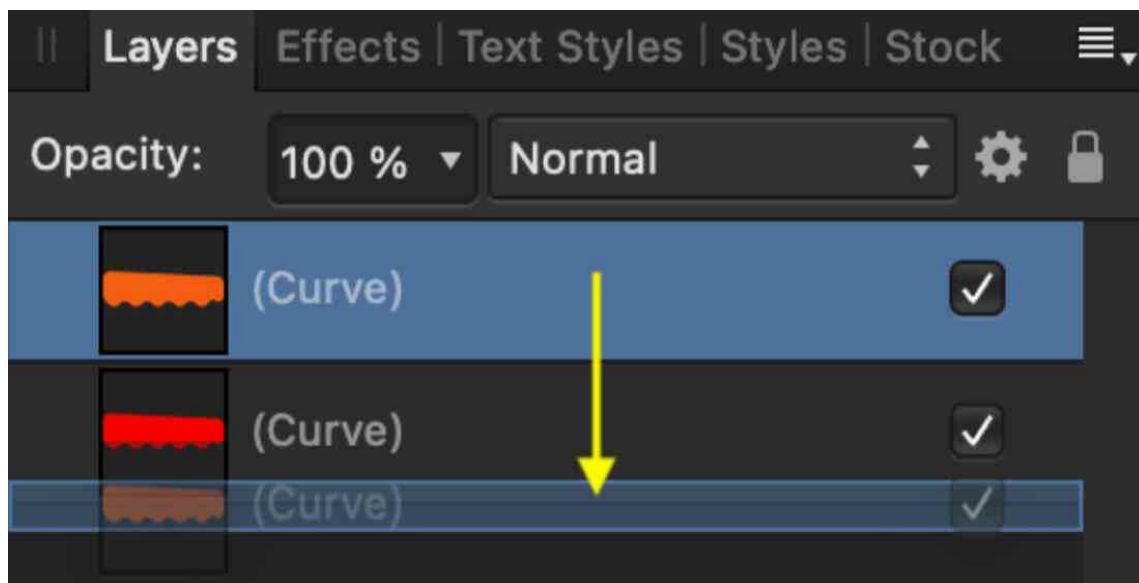 Layers Effects | Text Styles | Styles | Stock
Opacity: 100 % Normal
(Curve)
(Curve)
(Curve)